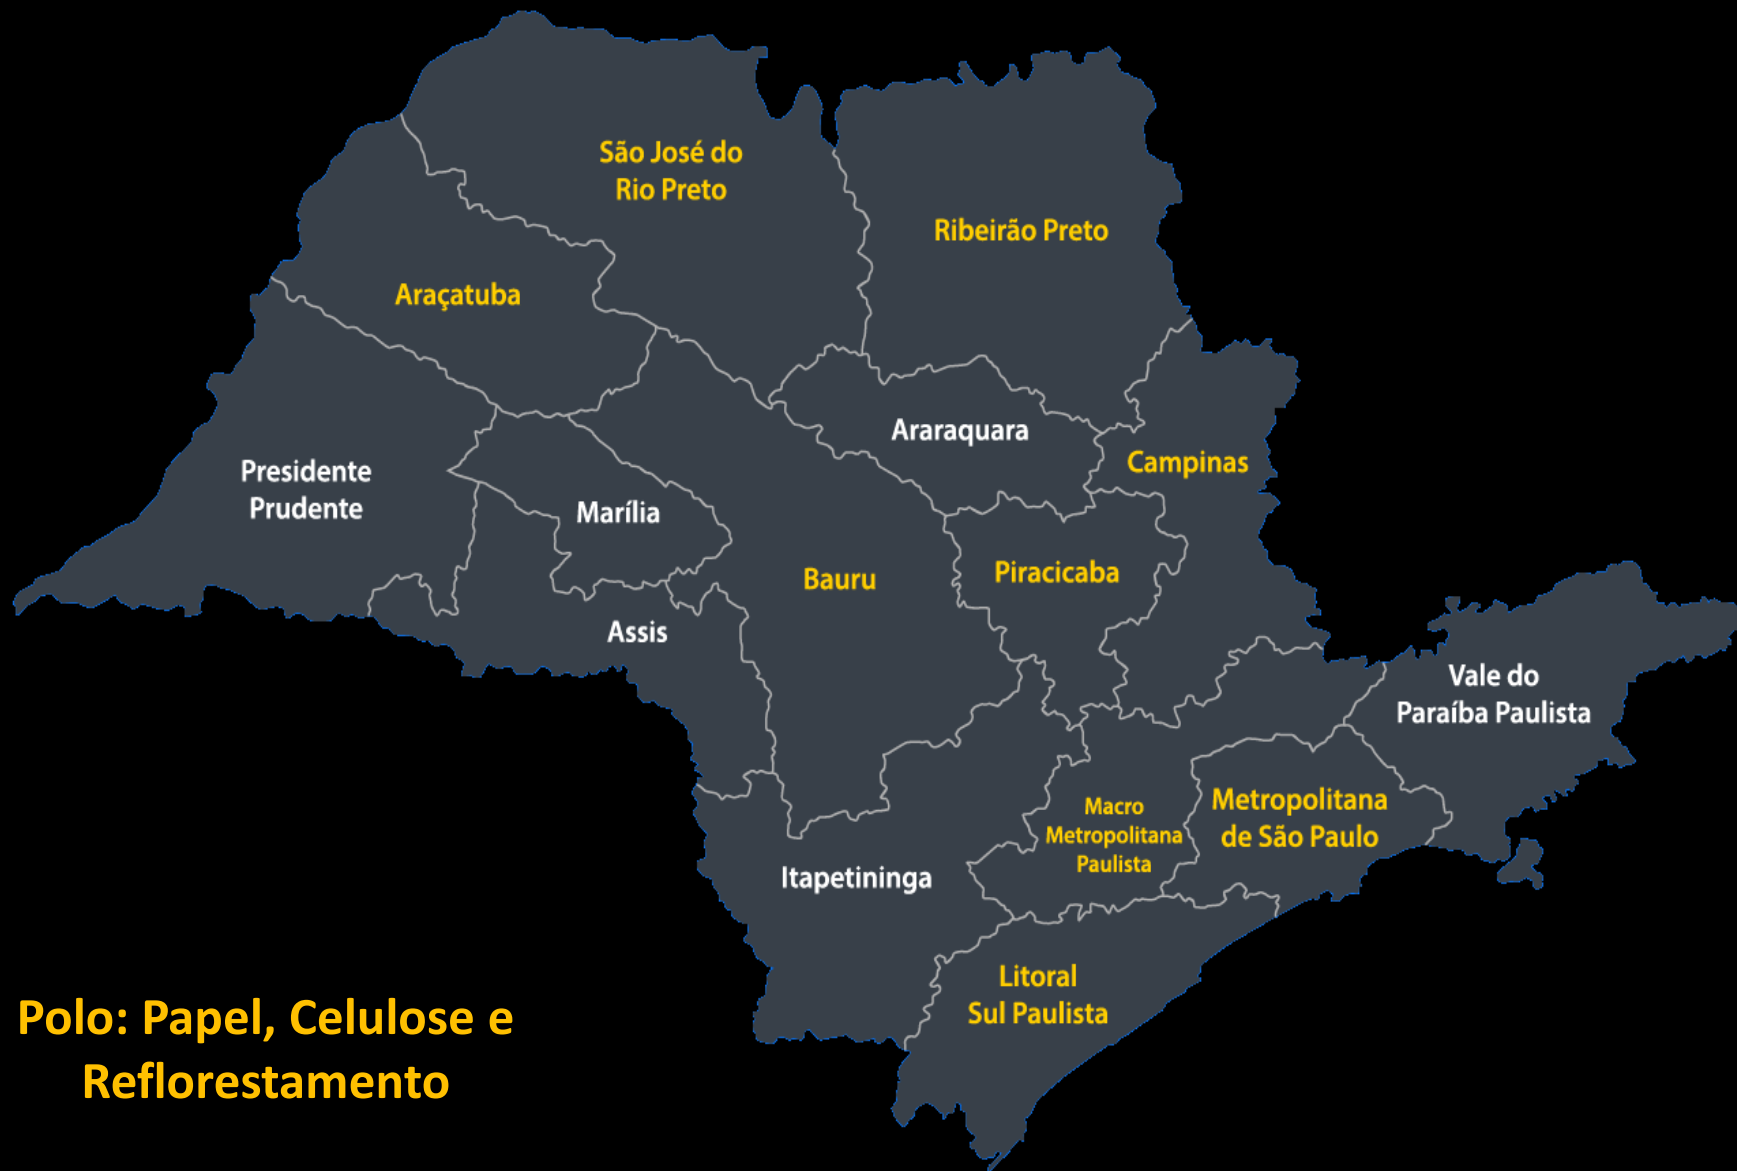 São José do
Rio Preto
Ribeirão Preto
Araçatuba
Araraquara
Campinas
Presidente
Prudente
Marília
Bauru
Piracicaba
Assis
Vale do
Paraíba Paulista
Macro
Metropolitana
Paulista
Metropolitana
de São Paulo
Itapetininga
Litoral
Sul Paulista
Polo: Papel, Celulose e
Reflorestamento